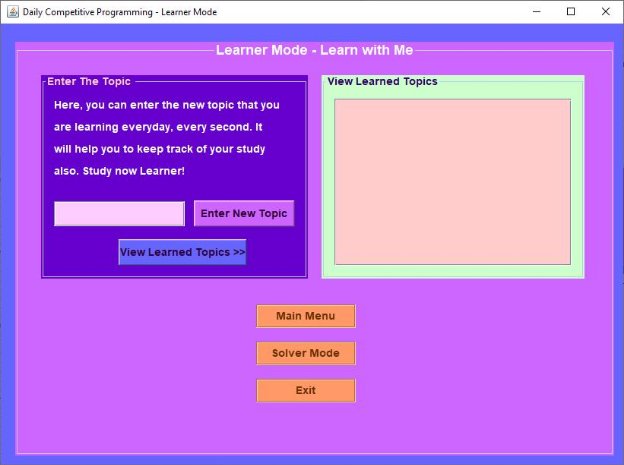 Daily Competitive Programming - Learner Mode
Learner Mode - Learn with Me
Enter The Topic
Here, you can enter the new topic that you
are learning everyday, every second. It
will help you to keep track of your study
also. Study now Learner!
Enter New Topic
View Learned Topics >>
View Learned Topics
Main Menu
Solver Mode
Exit